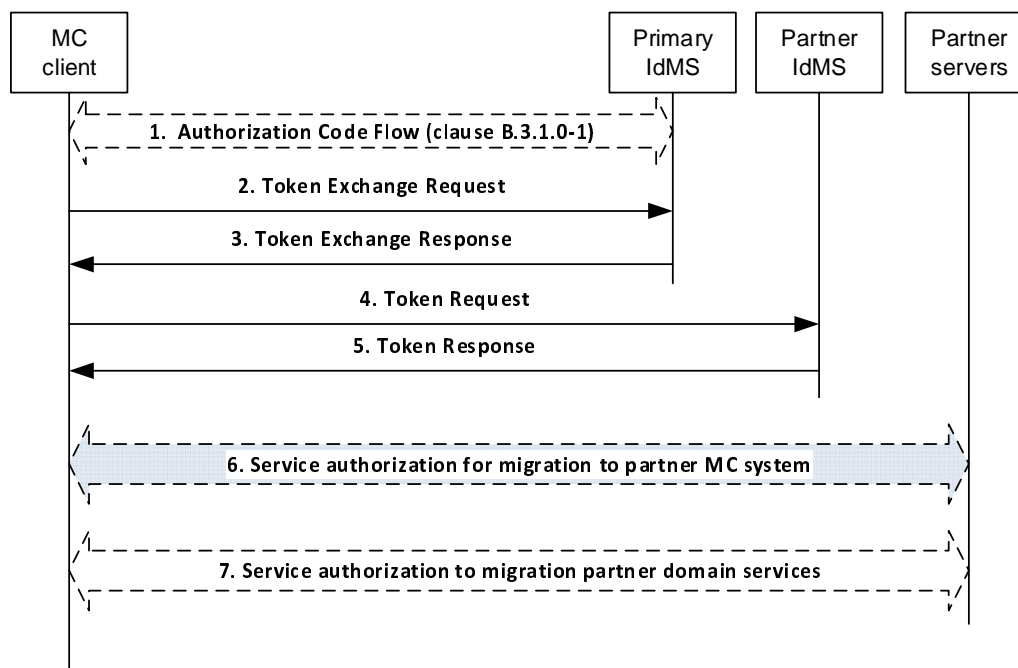 MC
client
Primary
IdMS
Partner
IdMS
Partner
servers
1. Authorization Code Flow (clause B.3.1.0-1)
2. Token Exchange Request
3. Token Exchange Response
4. Token Request
5. Token Response
6. Service authorization for migration to partner MC system
7. Service authorization to migration partner domain services